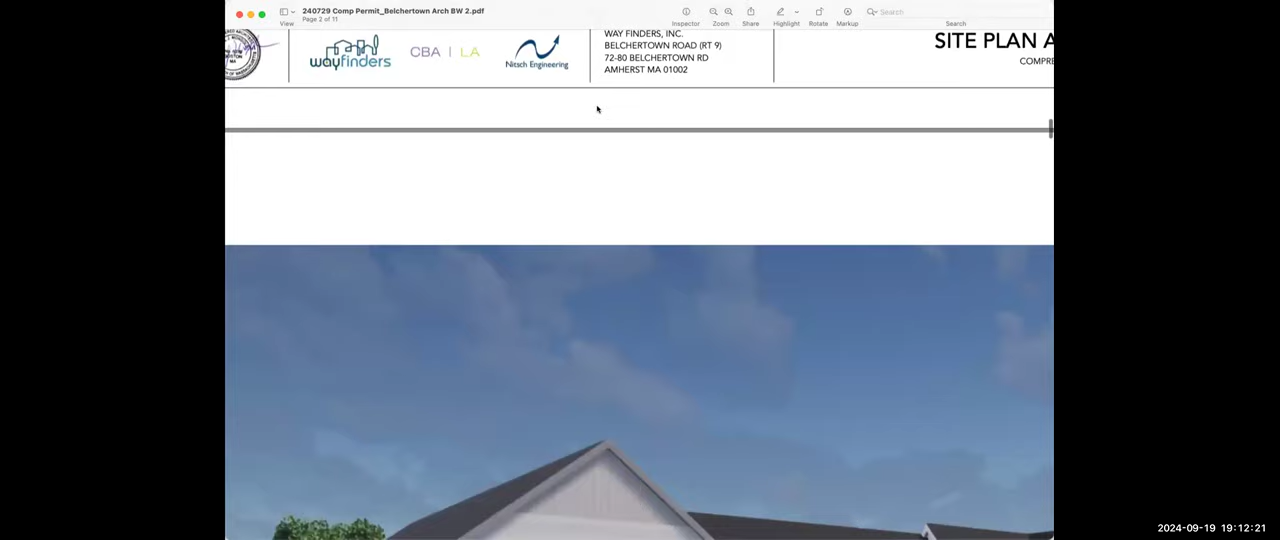 240729 Comp Permit_Belchertown Arch BW 2.pdf
Page 2 of 11
View
Inspector
Zoom
Share
Highlight
Rotate
Markup
Search
Search
wayfinders
CBA | LA
Nitsch Engineering
WAY FINDERS, INC.
BELCHERTOWN ROAD (RT 9)
72-80 BELCHERTOWN RD
AMHERST MA 01002
SITE PLAN A
COMPRE
2024-09-19 19:12:21